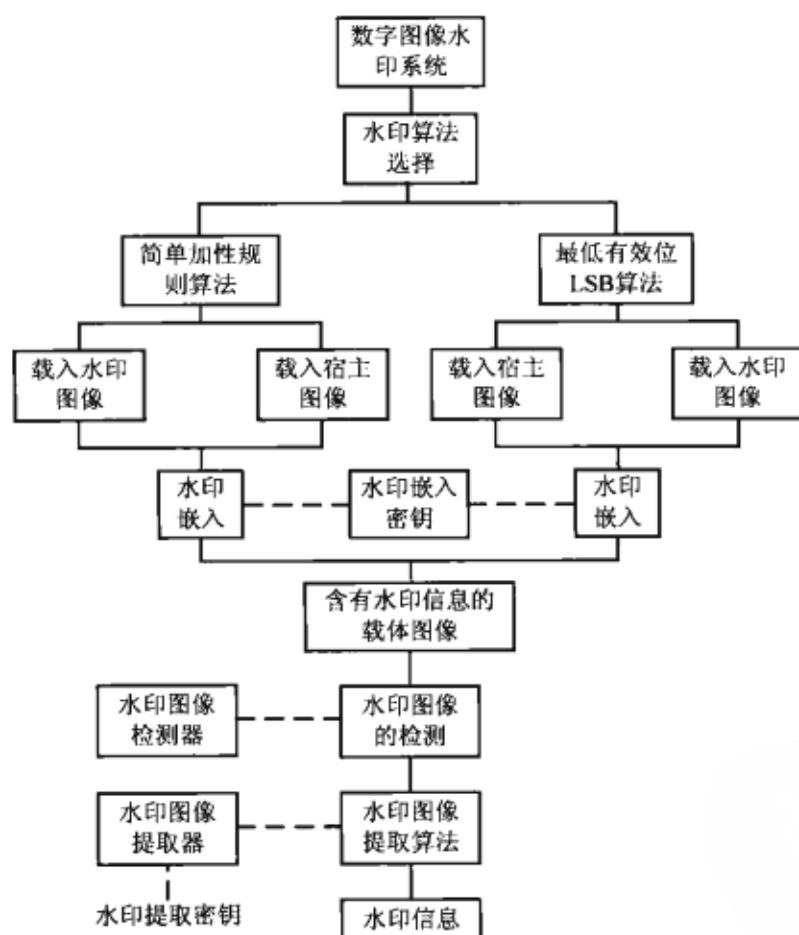 数字图像水
印系统
水印算法
选择
简单加性规
则算法
最低有效位
LSB算法
载入水印
图像
载入宿主
图像
载入宿主
图像
载入水印
图像
水印
嵌入
水印嵌入
密钥
水印
嵌入
含有水印信息的
载体图像
水印图像
检测器
水印图像
的检测
水印图像
提取器
水印图像
提取算法
水印提取密钥
水印信息